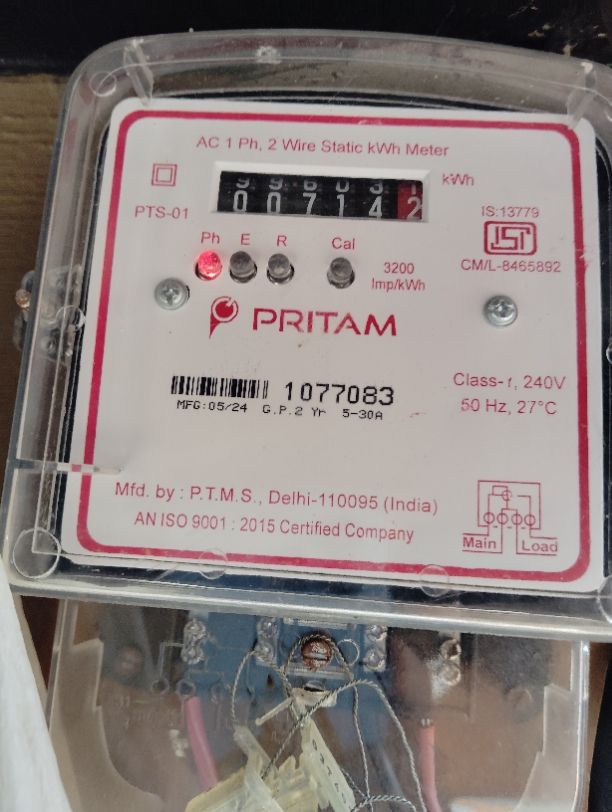 AC 1 Ph, 2 Wire Static kWh Meter
007142 kWh
PTS-01
IS:13779
ISI
CM/L-8465892
Ph E R Cal
3200
Imp/kWh
PRITAM
1077083
MFG:05/24 G.P.2 Yr 5-30A
Class-1, 240V
50 Hz, 27°C
Mfd. by : P.T.M.S., Delhi-110095 (India)
AN ISO 9001 : 2015 Certified Company
Main Load